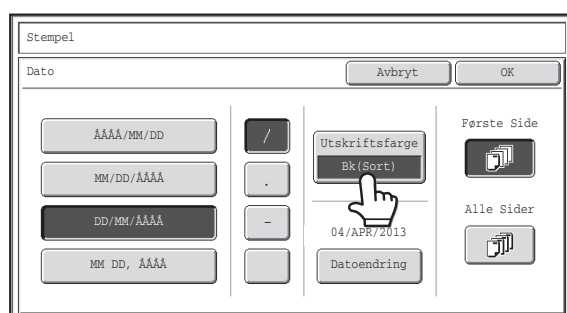 Stempel
Dato
Avbryt
OK
ÅÅÅÅ/MM/DD
MM/DD/ÅÅÅÅ
DD/MM/ÅÅÅÅ
MM DD, ÅÅÅÅ
/
.
-
Utskriftsfarge
Bk(Sort)
04/APR/2013
Datoendring
Første Side
Alle Sider